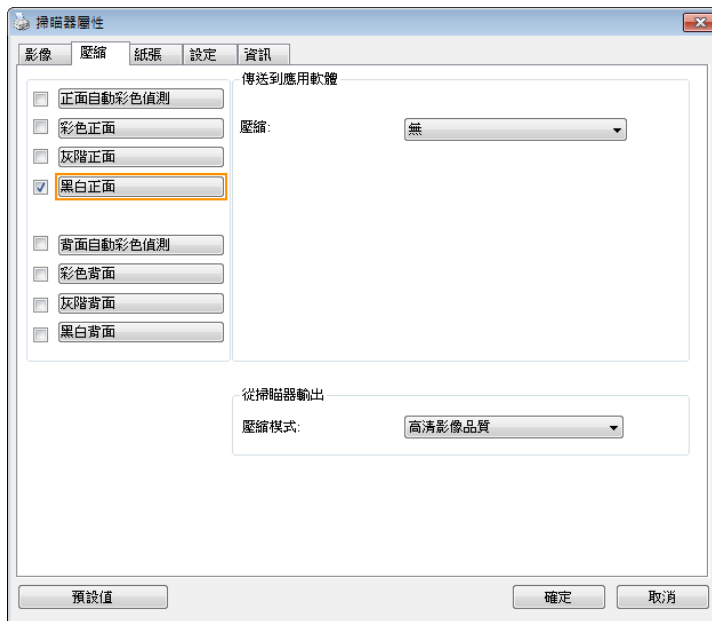 掃瞄器屬性
影像 壓縮 紙張 設定 資訊
正面自動彩色偵測
彩色正面
灰階正面
黑白正面
背面自動彩色偵測
彩色背面
灰階背面
黑白背面
傳送到應用軟體
壓縮: 無
從掃瞄器輸出
壓縮模式: 高清影像品質
預設值 確定 取消